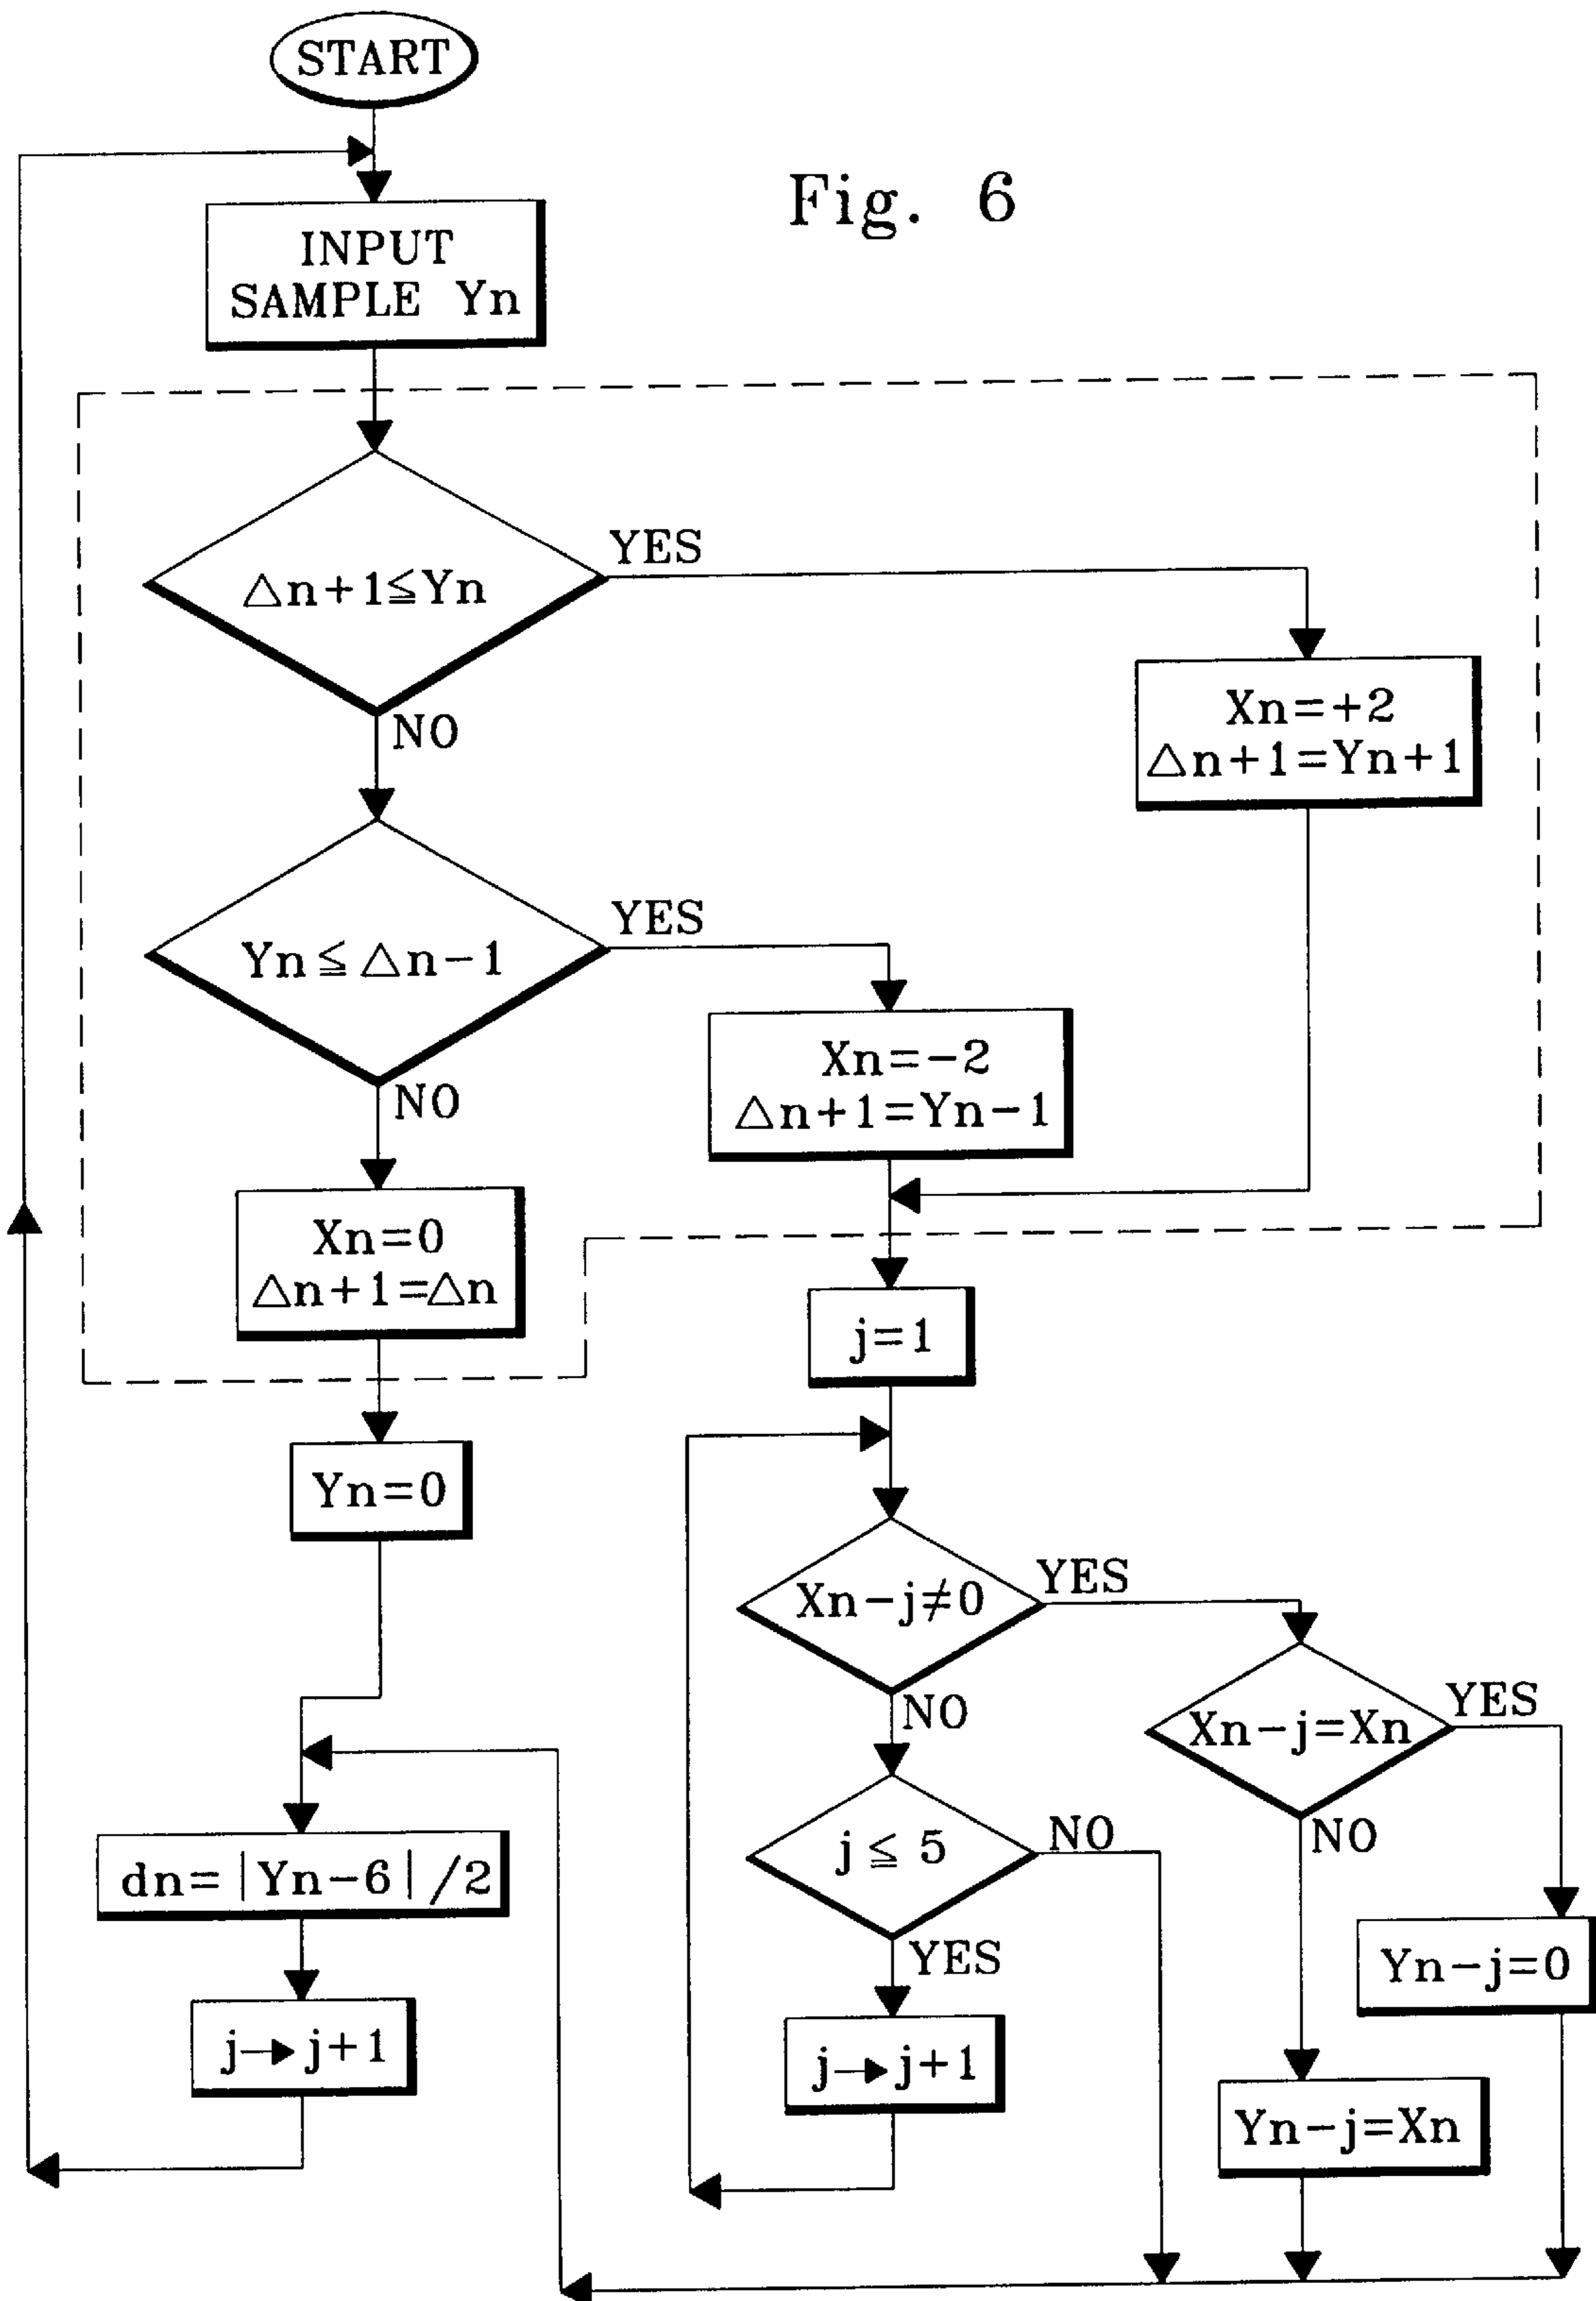 START
Fig. 6
INPUT
SAMPLE Yn
△n+1≦Yn
YES
NO
Xn=+2
△n+1=Yn+1
Yn≦△n-1
YES
NO
Xn=-2
△n+1=Yn-1
Xn=0
△n+1=△n
j=1
Yn=0
Xn-j≠0
YES
NO
Xn-j=Xn
YES
NO
j≦5
NO
YES
dn=|Yn-6|/2
Yn-j=0
j→j+1
j→j+1
Yn-j=Xn